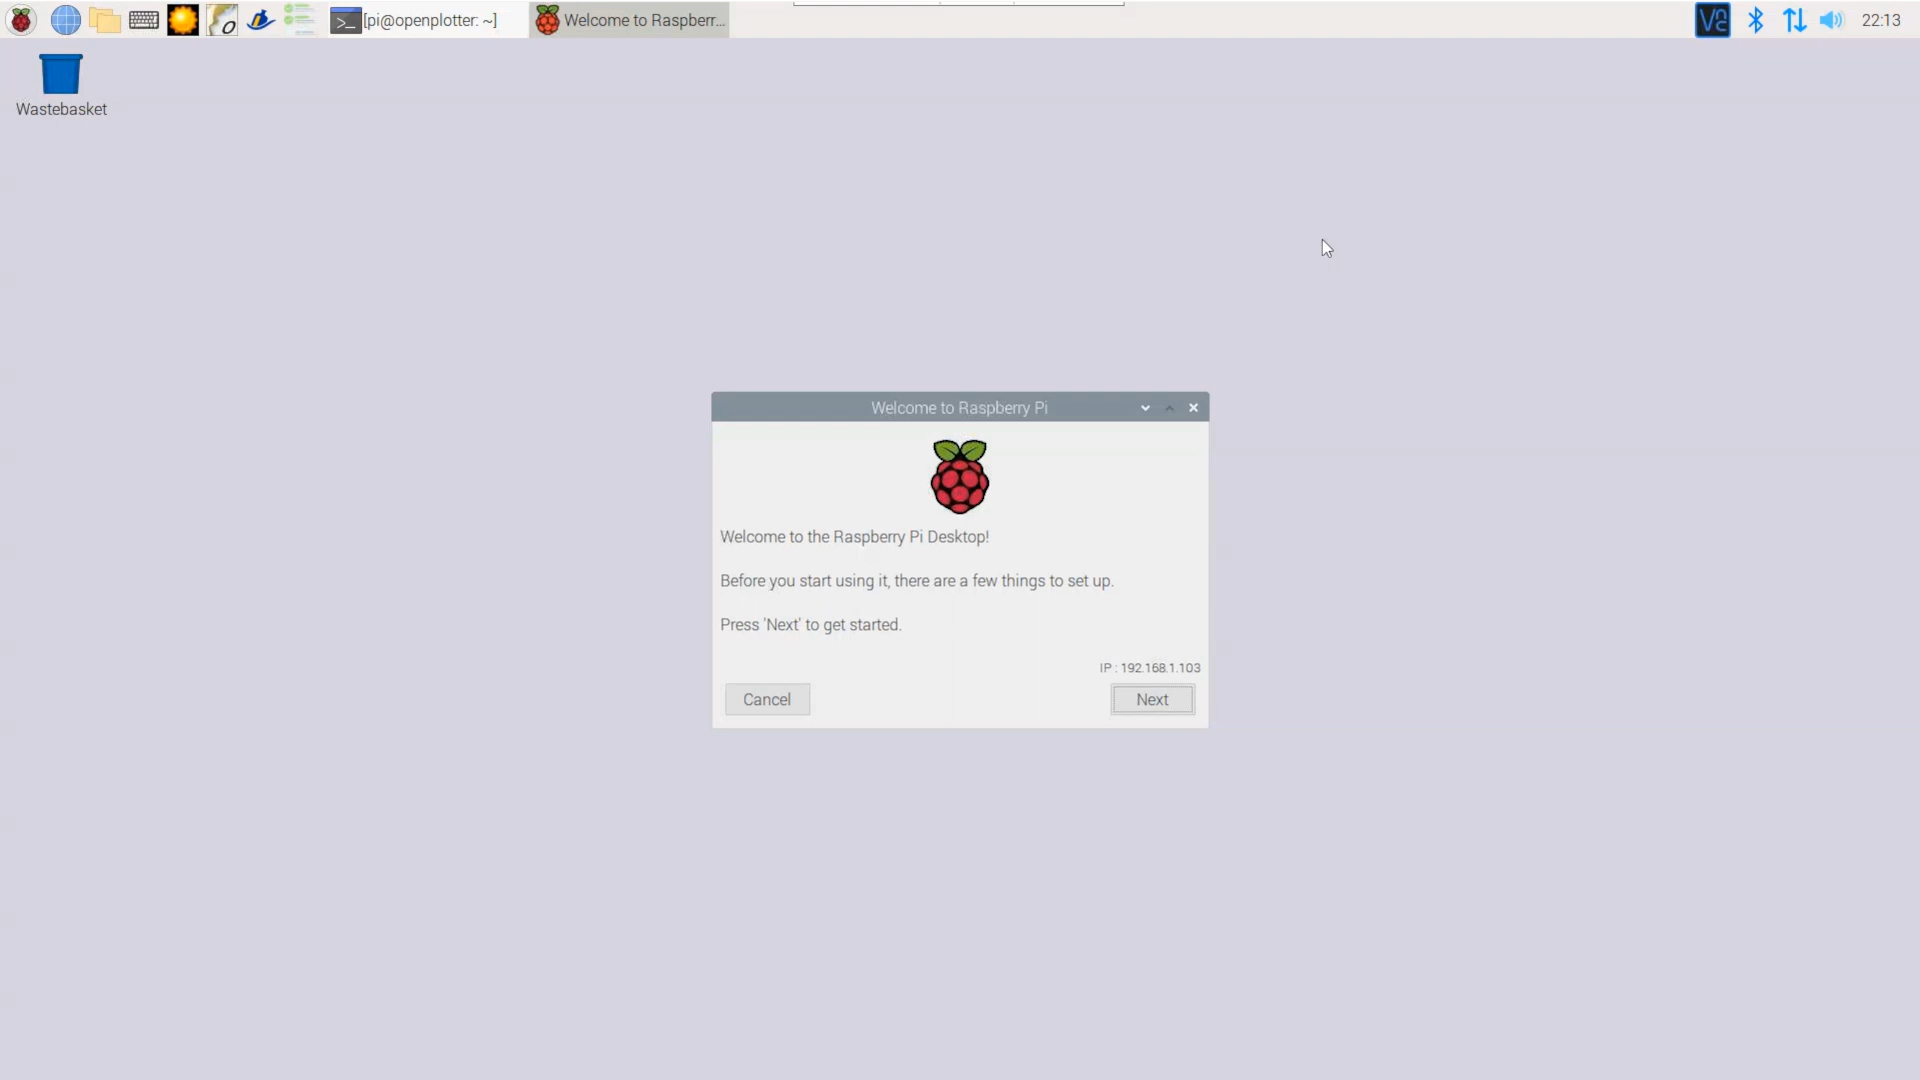 [pi@openplotter: ~]
Welcome to Raspberr...
22:13
Wastebasket
Welcome to Raspberry Pi
Welcome to the Raspberry Pi Desktop!
Before you start using it, there are a few things to set up.
Press 'Next' to get started.
IP : 192.168.1.103
Cancel
Next